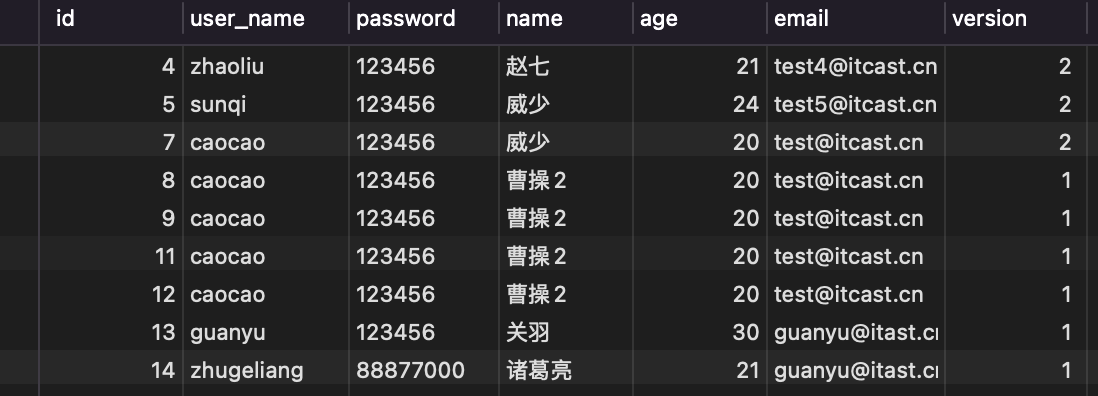 id user_name password name age email version
4 zhaoliu 123456 赵七 21 test4@itcast.cn 2
5 sunqi 123456 威少 24 test5@itcast.cn 2
7 caocao 123456 威少 20 test@itcast.cn 2
8 caocao 123456 曹操2 20 test@itcast.cn 1
9 caocao 123456 曹操2 20 test@itcast.cn 1
11 caocao 123456 曹操2 20 test@itcast.cn 1
12 caocao 123456 曹操2 20 test@itcast.cn 1
13 guanyu 123456 关羽 30 guanyu@itast.c 1
14 zhugeliang 88877000 诸葛亮 21 guanyu@itast.c 1